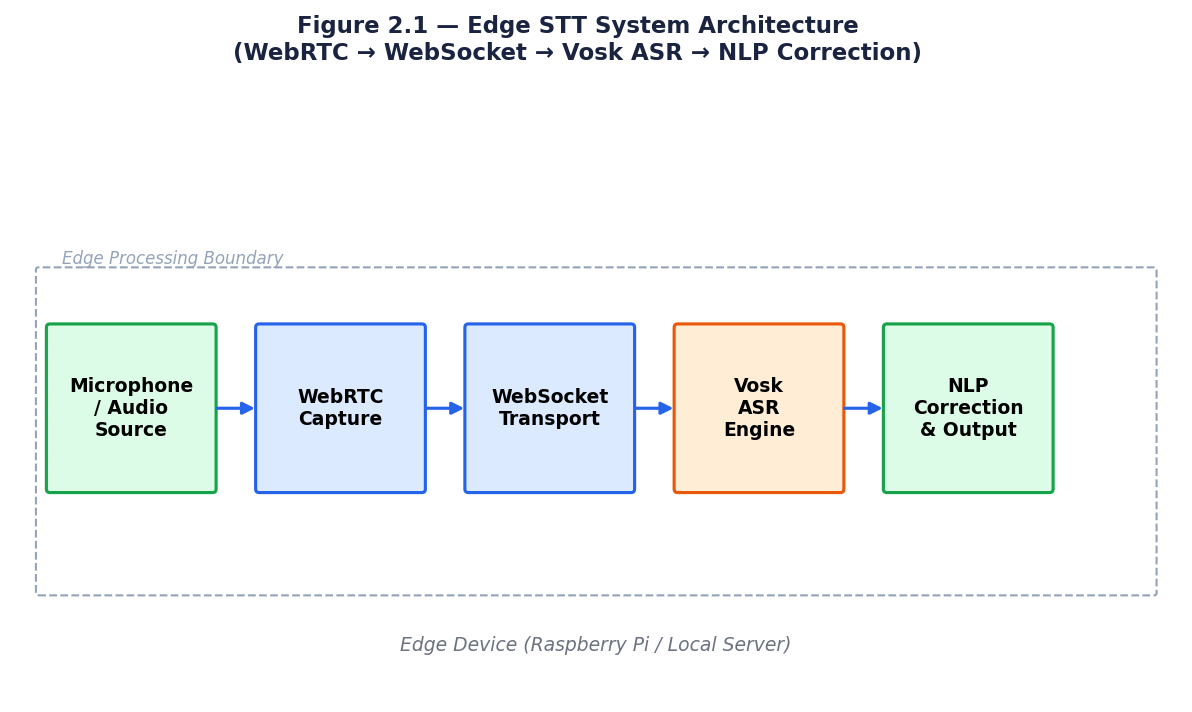 Figure 2.1 — Edge STT System Architecture
(WebRTC → WebSocket → Vosk ASR → NLP Correction)
Edge Processing Boundary
Microphone
/ Audio
Source
WebRTC
Capture
WebSocket
Transport
Vosk
ASR
Engine
NLP
Correction
& Output
Edge Device (Raspberry Pi / Local Server)